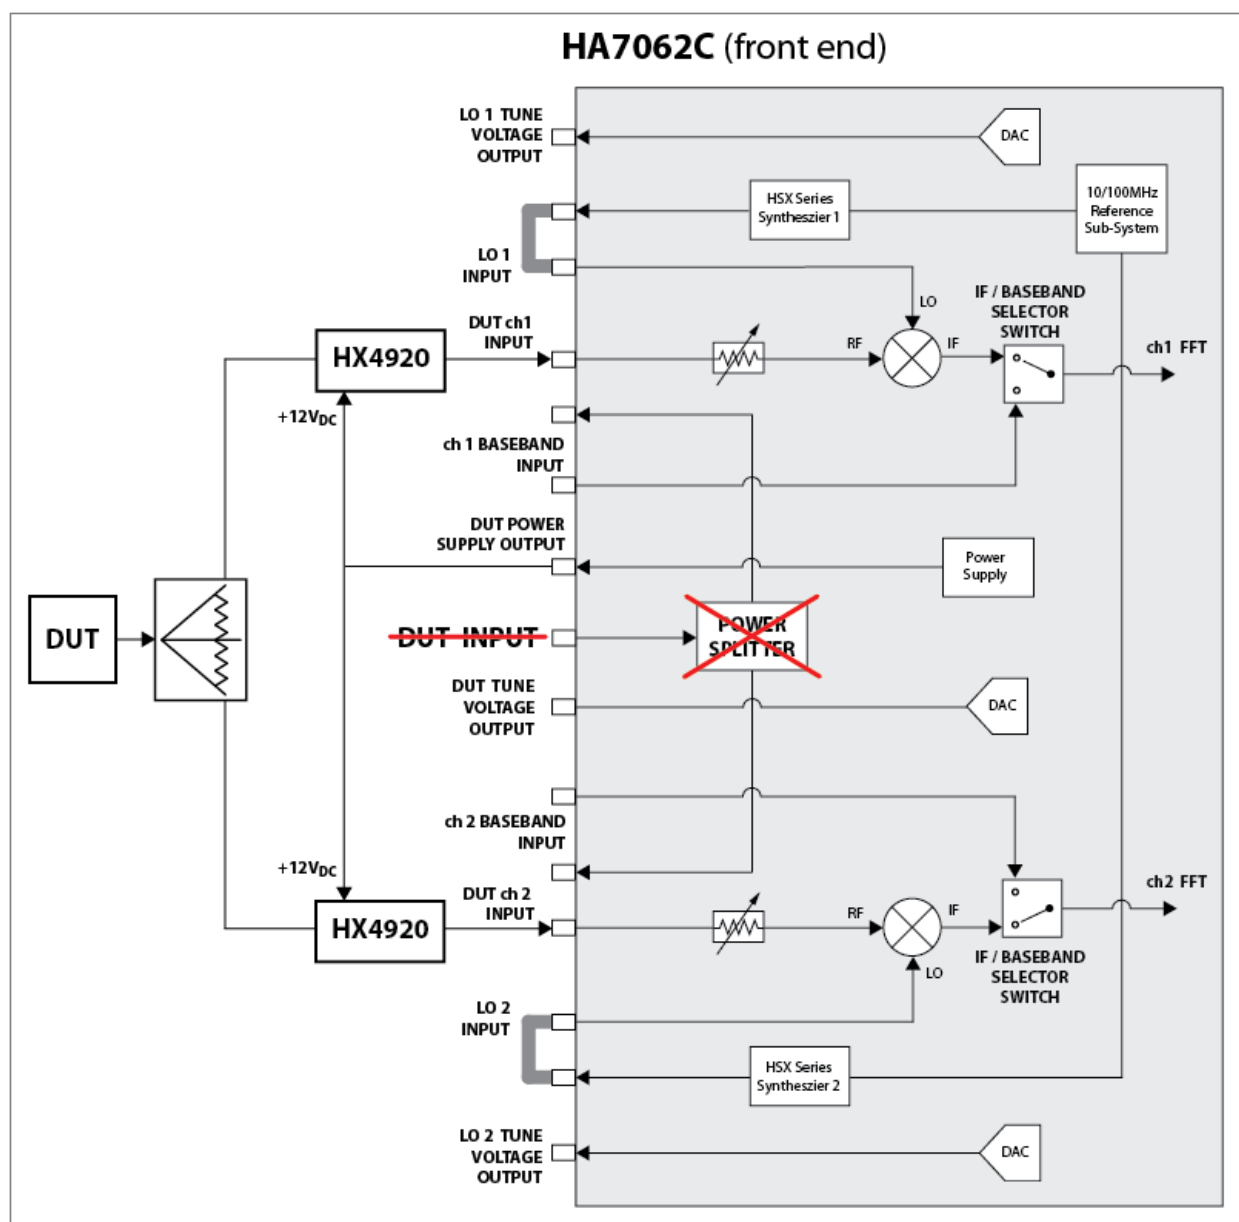 HA7062C (front end)
LO 1 TUNE
VOLTAGE
OUTPUT
DAC
HSX Series
Syntheszier 1
10/100MHz
Reference
Sub-System
LO 1
INPUT
LO
IF / BASEBAND
SELECTOR
SWITCH
DUT ch1
INPUT
HX4920
RF
IF
ch1 FFT
+12VDC
ch 1 BASEBAND
INPUT
DUT POWER
SUPPLY OUTPUT
Power
Supply
DUT
DUT INPUT
POWER
SPLITTER
DUT TUNE
VOLTAGE
OUTPUT
DAC
ch 2 BASEBAND
INPUT
+12VDC
DUT ch 2
INPUT
HX4920
RF
IF
ch2 FFT
LO
IF / BASEBAND
SELECTOR
SWITCH
LO 2
INPUT
HSX Series
Syntheszier 2
LO 2 TUNE
VOLTAGE
OUTPUT
DAC